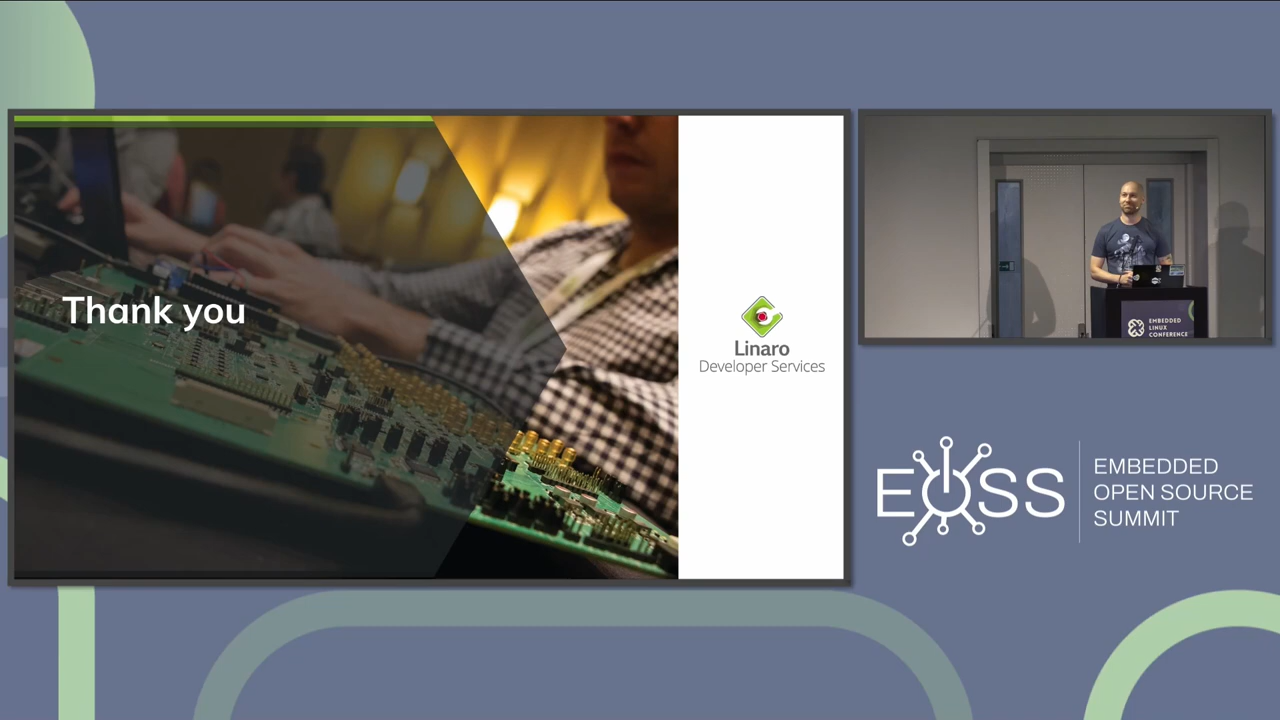 Thank you
Linaro
Developer Services
EMBEDDED
LINUX
CONFERENCE
EOSS
EMBEDDED
OPEN SOURCE
SUMMIT